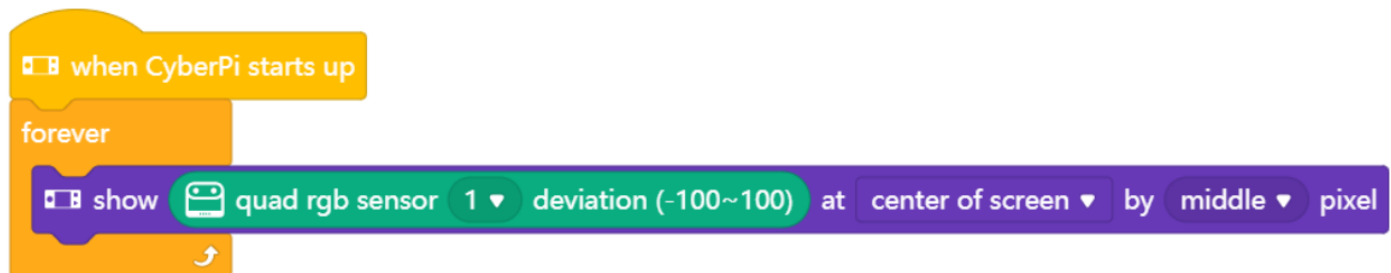 when CyberPi starts up
forever
show quad rgb sensor 1 deviation (-100~100) at center of screen by middle pixel